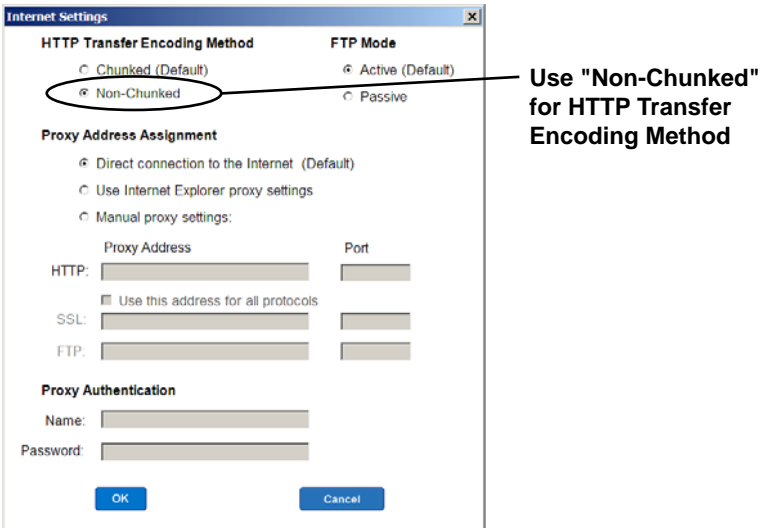 Internet Settings
HTTP Transfer Encoding Method FTP Mode
Chunked (Default) Active (Default)
Non-Chunked Passive
Use "Non-Chunked"
for HTTP Transfer
Encoding Method
Proxy Address Assignment
Direct connection to the Internet (Default)
Use Internet Explorer proxy settings
Manual proxy settings:
Proxy Address Port
HTTP:
Use this address for all protocols
SSL:
FTP:
Proxy Authentication
Name:
Password:
OK Cancel